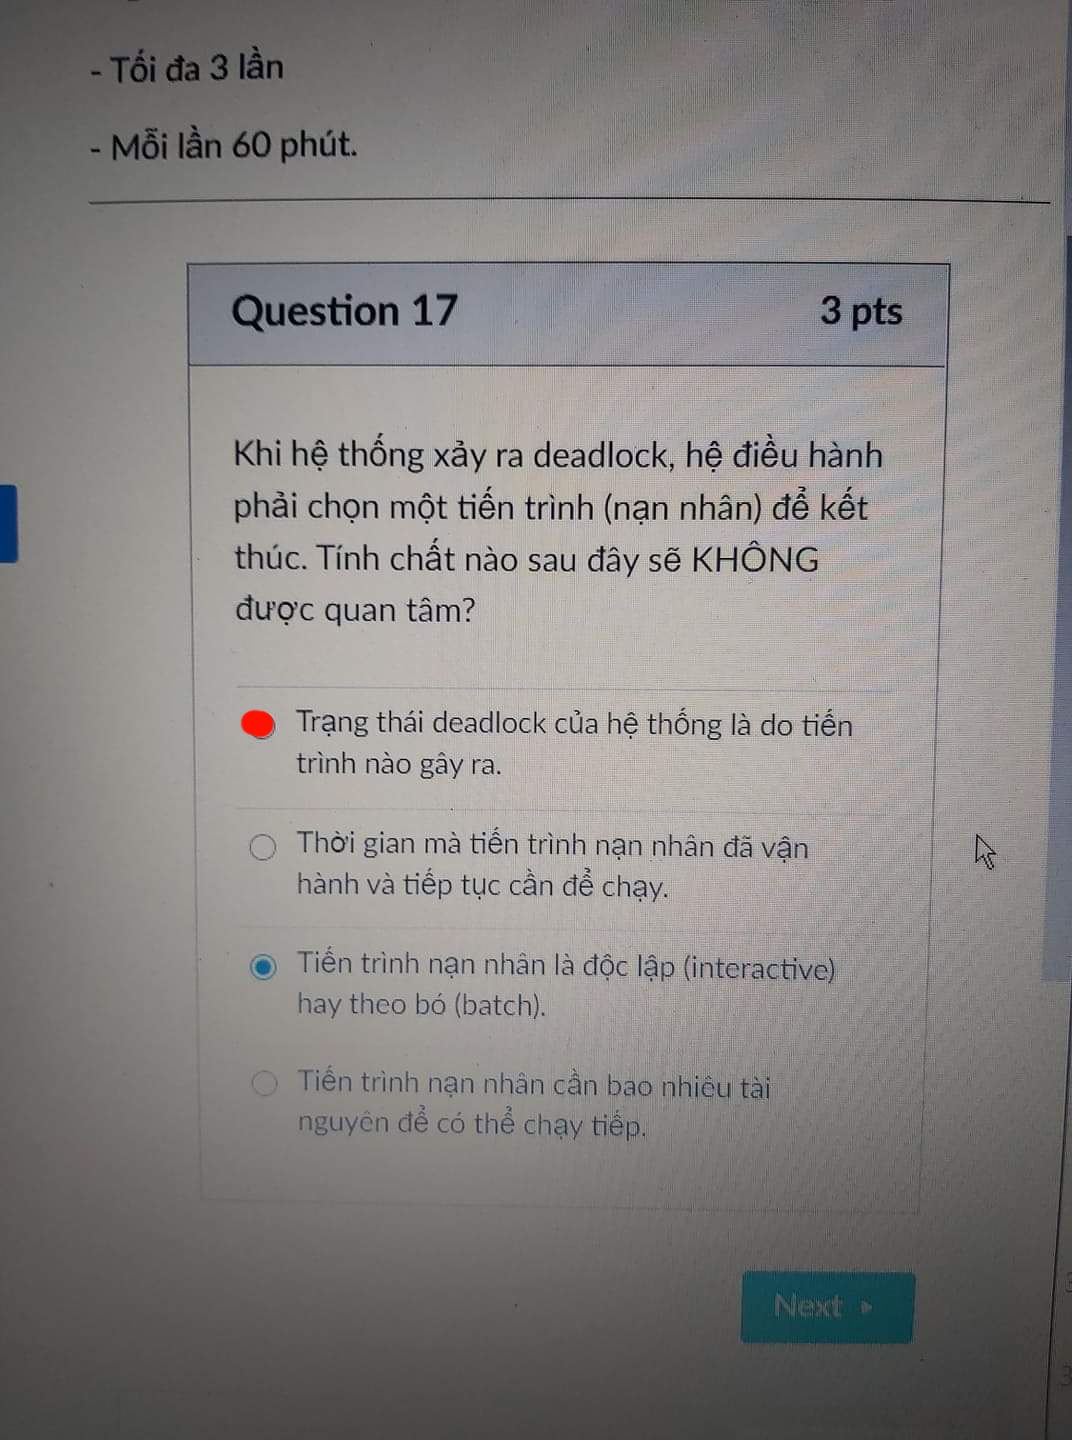 - Tối đa 3 lần
- Mỗi lần 60 phút.
Question 17
3 pts
Khi hệ thống xảy ra deadlock, hệ điều hành
phải chọn một tiến trình (nạn nhân) để kết
thúc. Tính chất nào sau đây sẽ KHÔNG
được quan tâm?
Trạng thái deadlock của hệ thống là do tiến
trình nào gây ra.
Thời gian mà tiến trình nạn nhân đã vận
hành và tiếp tục cần để chạy.
Tiến trình nạn nhân là độc lập (interactive)
hay theo bó (batch).
Tiến trình nạn nhân cần bao nhiêu tài
nguyên để có thể chạy tiếp.
Next